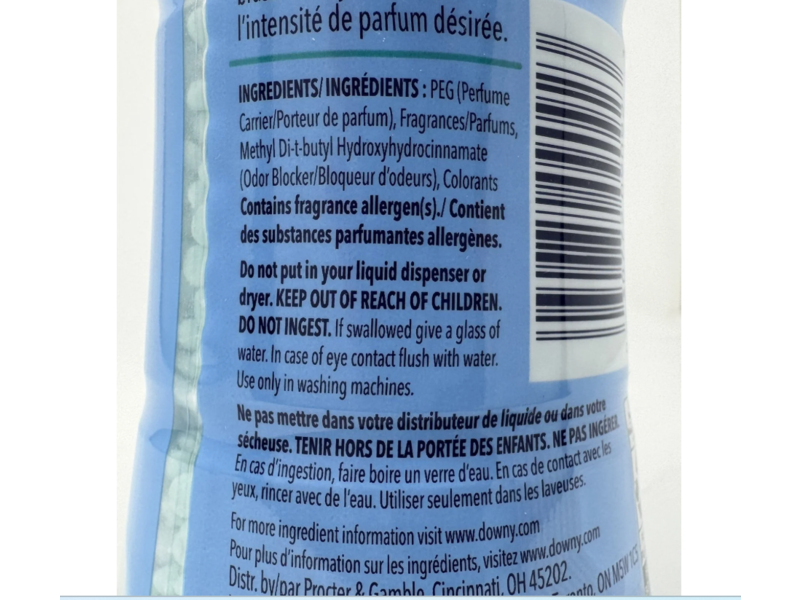 l'intensité de parfum désirée.
INGREDIENTS/INGRÉDIENTS : PEG (Perfume
Carrier/Porteur de parfum), Fragrances/Parfums,
Methyl Di-t-butyl Hydroxyhydrocinnamate
(Odor Blocker/Bloqueur d'odeurs), Colorants
Contains fragrance allergen(s)./ Contient
des substances parfumantes allergènes.
Do not put in your liquid dispenser or
dryer. KEEP OUT OF REACH OF CHILDREN.
DO NOT INGEST. If swallowed give a glass of
water. In case of eye contact flush with water.
Use only in washing machines.
Ne pas mettre dans votre distributeur de liquide ou dans votre
sécheuse. TENIR HORS DE LA PORTÉE DES ENFANTS. NE PAS INGÉRER.
En cas d'ingestion, faire boire un verre d'eau. En cas de contact avec les
yeux, rincer avec de l'eau. Utiliser seulement dans les laveuses.
For more ingredient information visit www.downy.com
Pour plus d'information sur les ingrédients, visitez www.downy.com
Distr. by/par Procter & Gamble, Cincinnati, OH 45202.
ON M5W 1C5